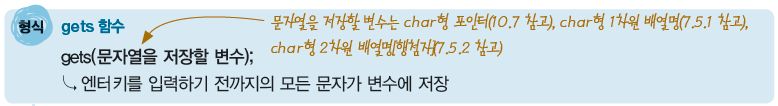 형식 gets 함수
문자열을 저장할 변수는 char형 포인터(10.7 참고), char형 1차원 배열명(7.5.1 참고),
char형 2차원 배열명[행첨자](7.5.2 참고)
gets(문자열을 저장할 변수);
엔터키를 입력하기 전까지의 모든 문자가 변수에 저장